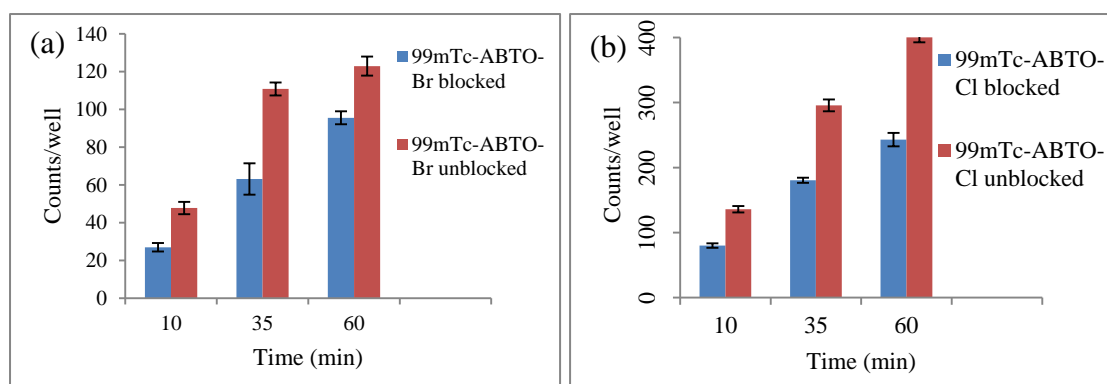 (a)
140
120
100
80
60
40
20
0
Counts/well
10 35 60
Time (min)
99mTc-ABTO-
Br blocked
99mTc-ABTO-
Br unblocked
(b)
400
300
200
100
0
Counts/well
10 35 60
Time (min)
99mTc-ABTO-
Cl blocked
99mTc-ABTO-
Cl unblocked